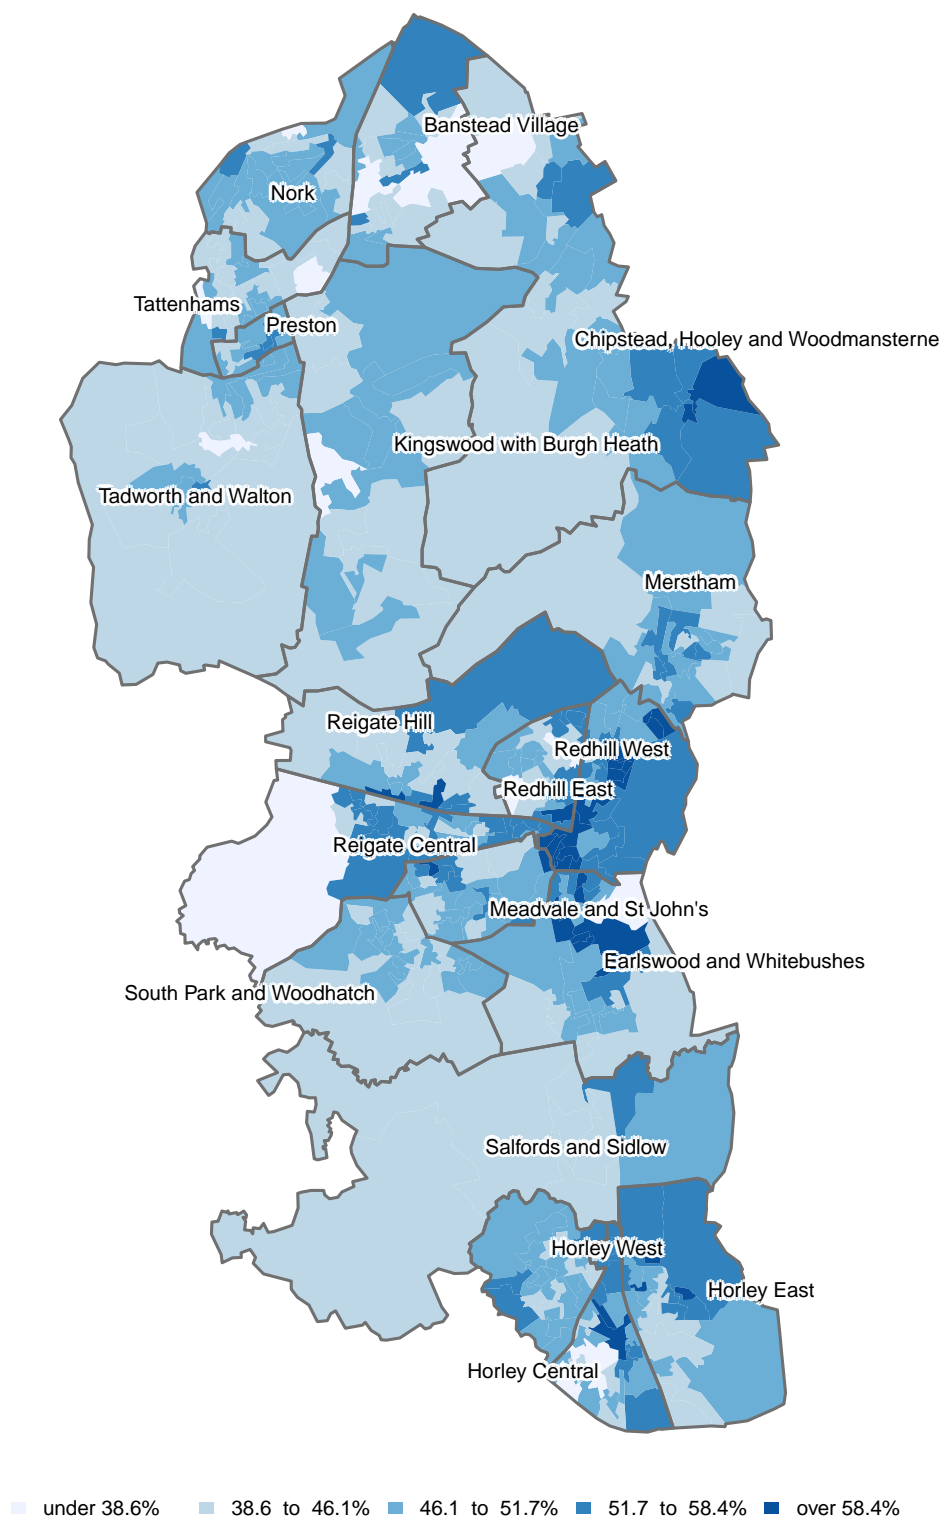 Banstead Village
Nork
Tattenhams
Preston
Chipstead, Hooley and Woodmansterne
Kingswood with Burgh Heath
Tadworth and Walton
Merstham
Reigate Hill
Redhill West
Redhill East
Reigate Central
Meadvale and St John's
Earlswood and Whitebushes
South Park and Woodhatch
Salfords and Sidlow
Horley West
Horley East
Horley Central
under 38.6% 38.6 to 46.1% 46.1 to 51.7% 51.7 to 58.4% over 58.4%